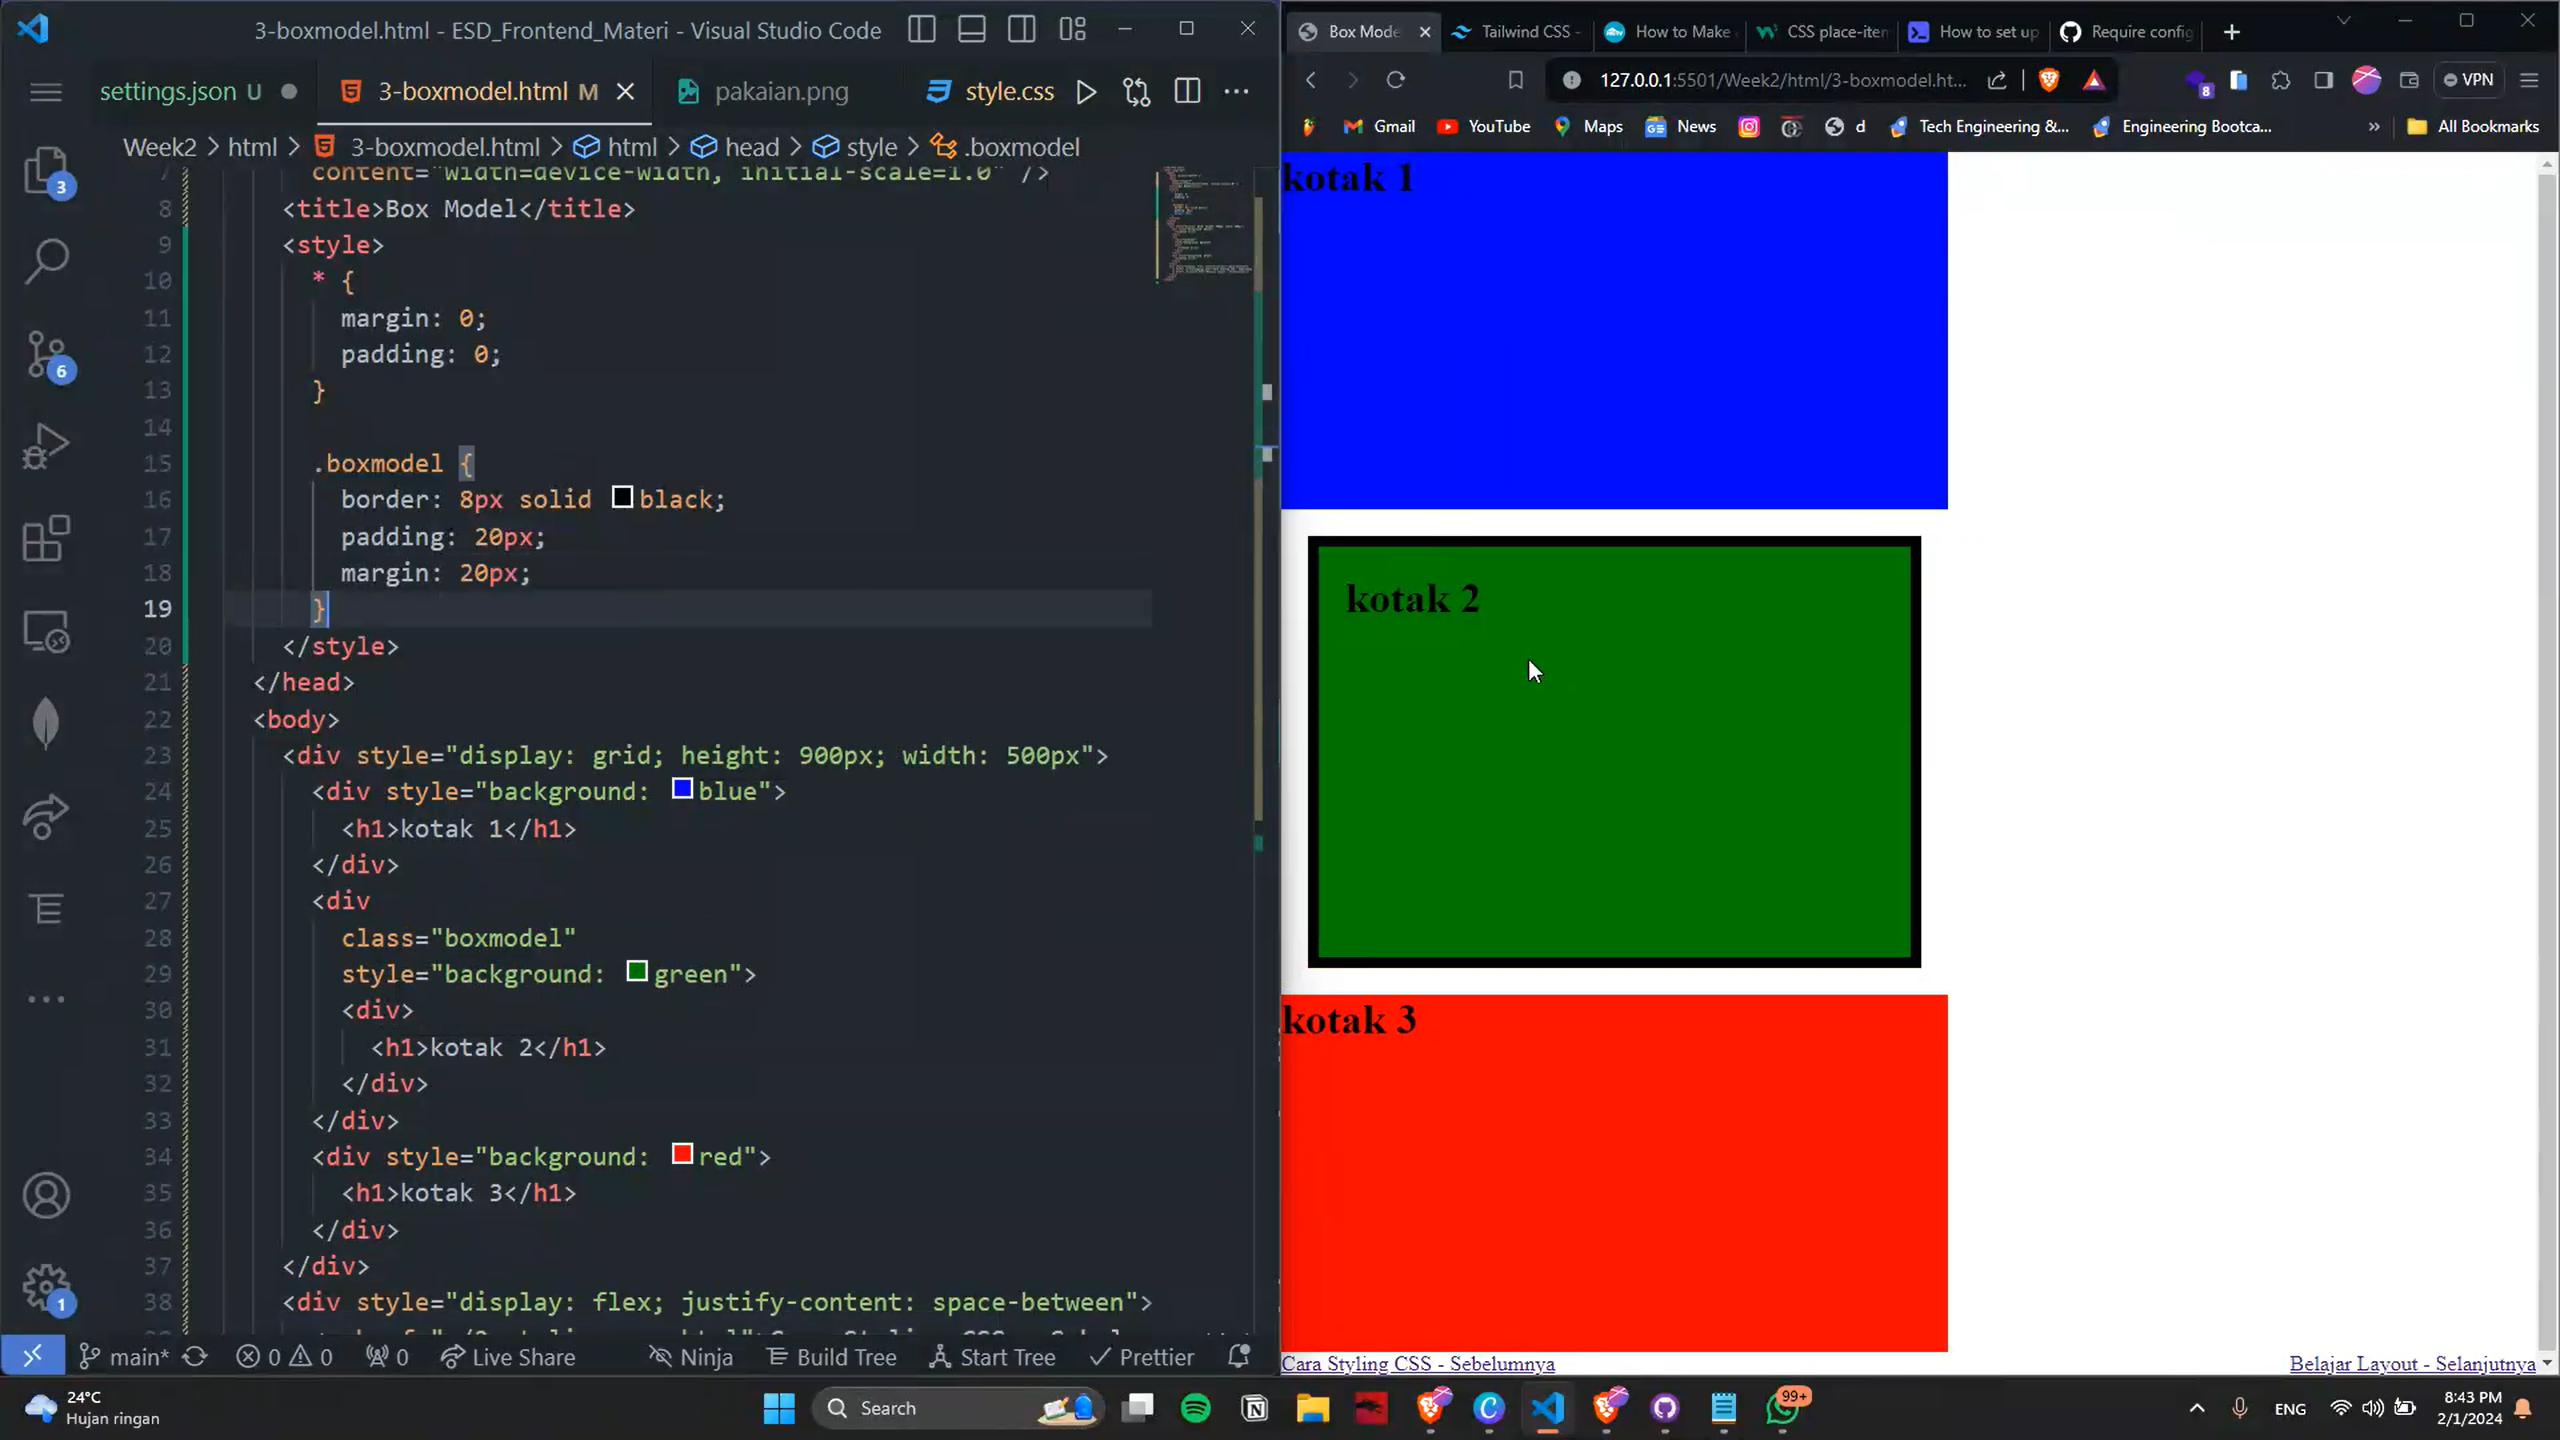 3-boxmodel.html - ESD_Frontend_Materi - Visual Studio Code
settings.json U
3-boxmodel.html M
pakaian.png
style.css
Week2 > html > 3-boxmodel.html > html > head > style > .boxmodel
7 content="width=device-width, initial-scale=1.0" />
8 <title>Box Model</title>
9 <style>
10 * {
11 margin: 0;
12 padding: 0;
13 }
14
15 .boxmodel {
16 border: 8px solid black;
17 padding: 20px;
18 margin: 20px;
19 }
20 </style>
21 </head>
22 <body>
23 <div style="display: grid; height: 900px; width: 500px">
24 <div style="background: blue">
25 <h1>kotak 1</h1>
26 </div>
27 <div
28 class="boxmodel"
29 style="background: green">
30 <div>
31 <h1>kotak 2</h1>
32 </div>
33 </div>
34 <div style="background: red">
35 <h1>kotak 3</h1>
36 </div>
37 </div>
38 <div style="display: flex; justify-content: space-between">
3
6
1
main*
0 0
0
Live Share
Ninja
Build Tree
Start Tree
Prettier
Box Mode
Tailwind CSS -
How to Make
CSS place-iten
How to set up
Require config
127.0.0.1:5501/Week2/html/3-boxmodel.ht...
8
VPN
Gmail
YouTube
Maps
News
d
Tech Engineering &...
Engineering Bootca...
»
All Bookmarks
kotak 1
kotak 2
kotak 3
Cara Styling CSS - Sebelumnya
Belajar Layout - Selanjutnya
24°C
Hujan ringan
Search
99+
ENG
8:43 PM
2/1/2024